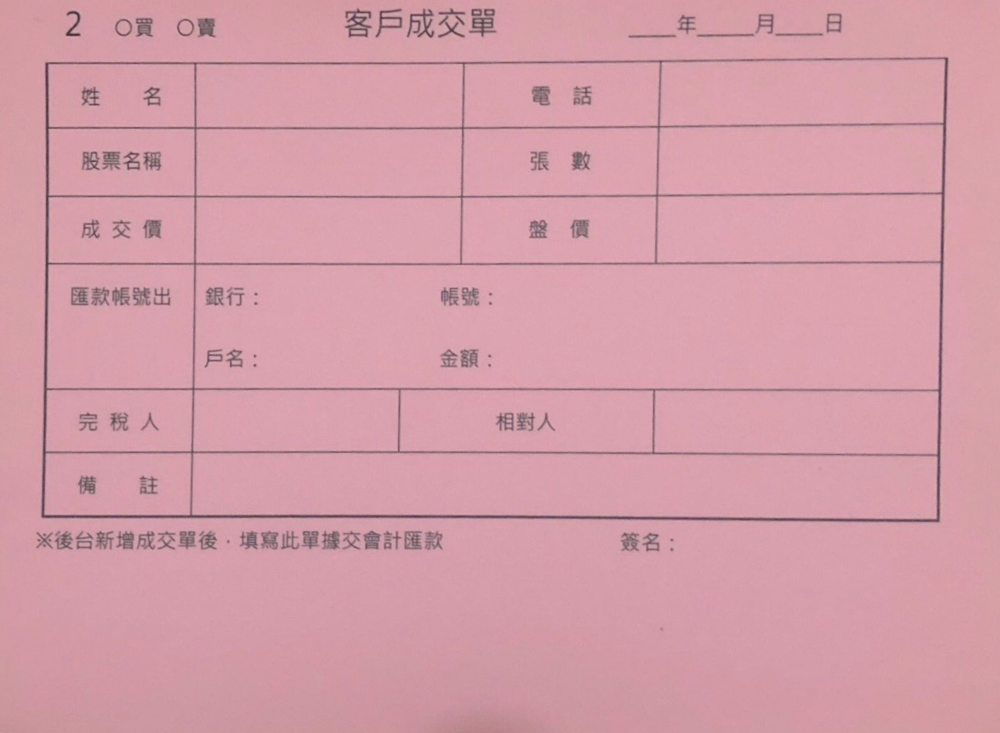 2 ○買 ○賣 客戶成交單 ____年____月____日
姓 名 電 話
股票名稱 張 數
成 交 價 盤 價
匯款帳號出 銀行： 帳號：
戶名： 金額：
完 稅 人 相對人
備 註
※後台新增成交單後，填寫此單據交會計匯款 簽名：